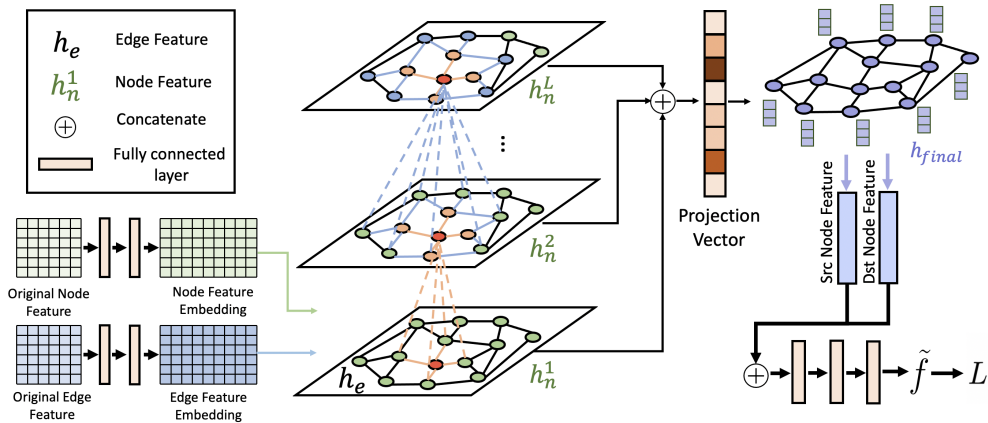 h_e Edge Feature
h_n^1 Node Feature
Concatenate
Fully connected
layer
Original Node
Feature
Node Feature
Embedding
Original Edge
Feature
Edge Feature
Embedding
h_n^L
...
h_n^2
h_e
h_n^1
Projection
Vector
h_final
Src Node Feature
Dst Node Feature
f̃
L